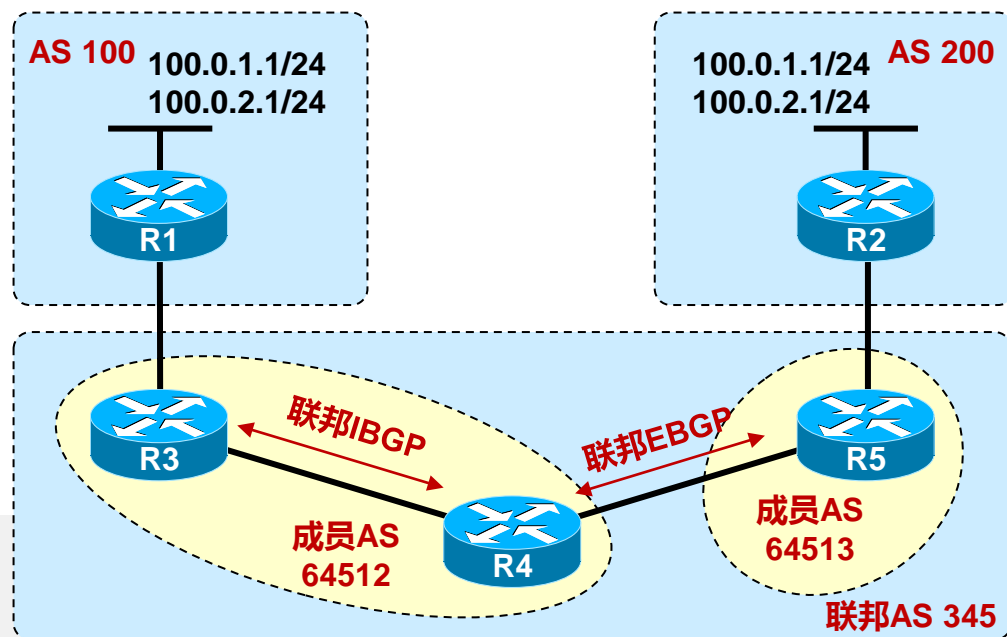 AS 100
100.0.1.1/24
100.0.2.1/24
R1
100.0.1.1/24
AS 200
100.0.2.1/24
R2
R3
联邦IBGP
联邦EBGP
R5
成员AS
64512
R4
成员AS
64513
联邦AS 345